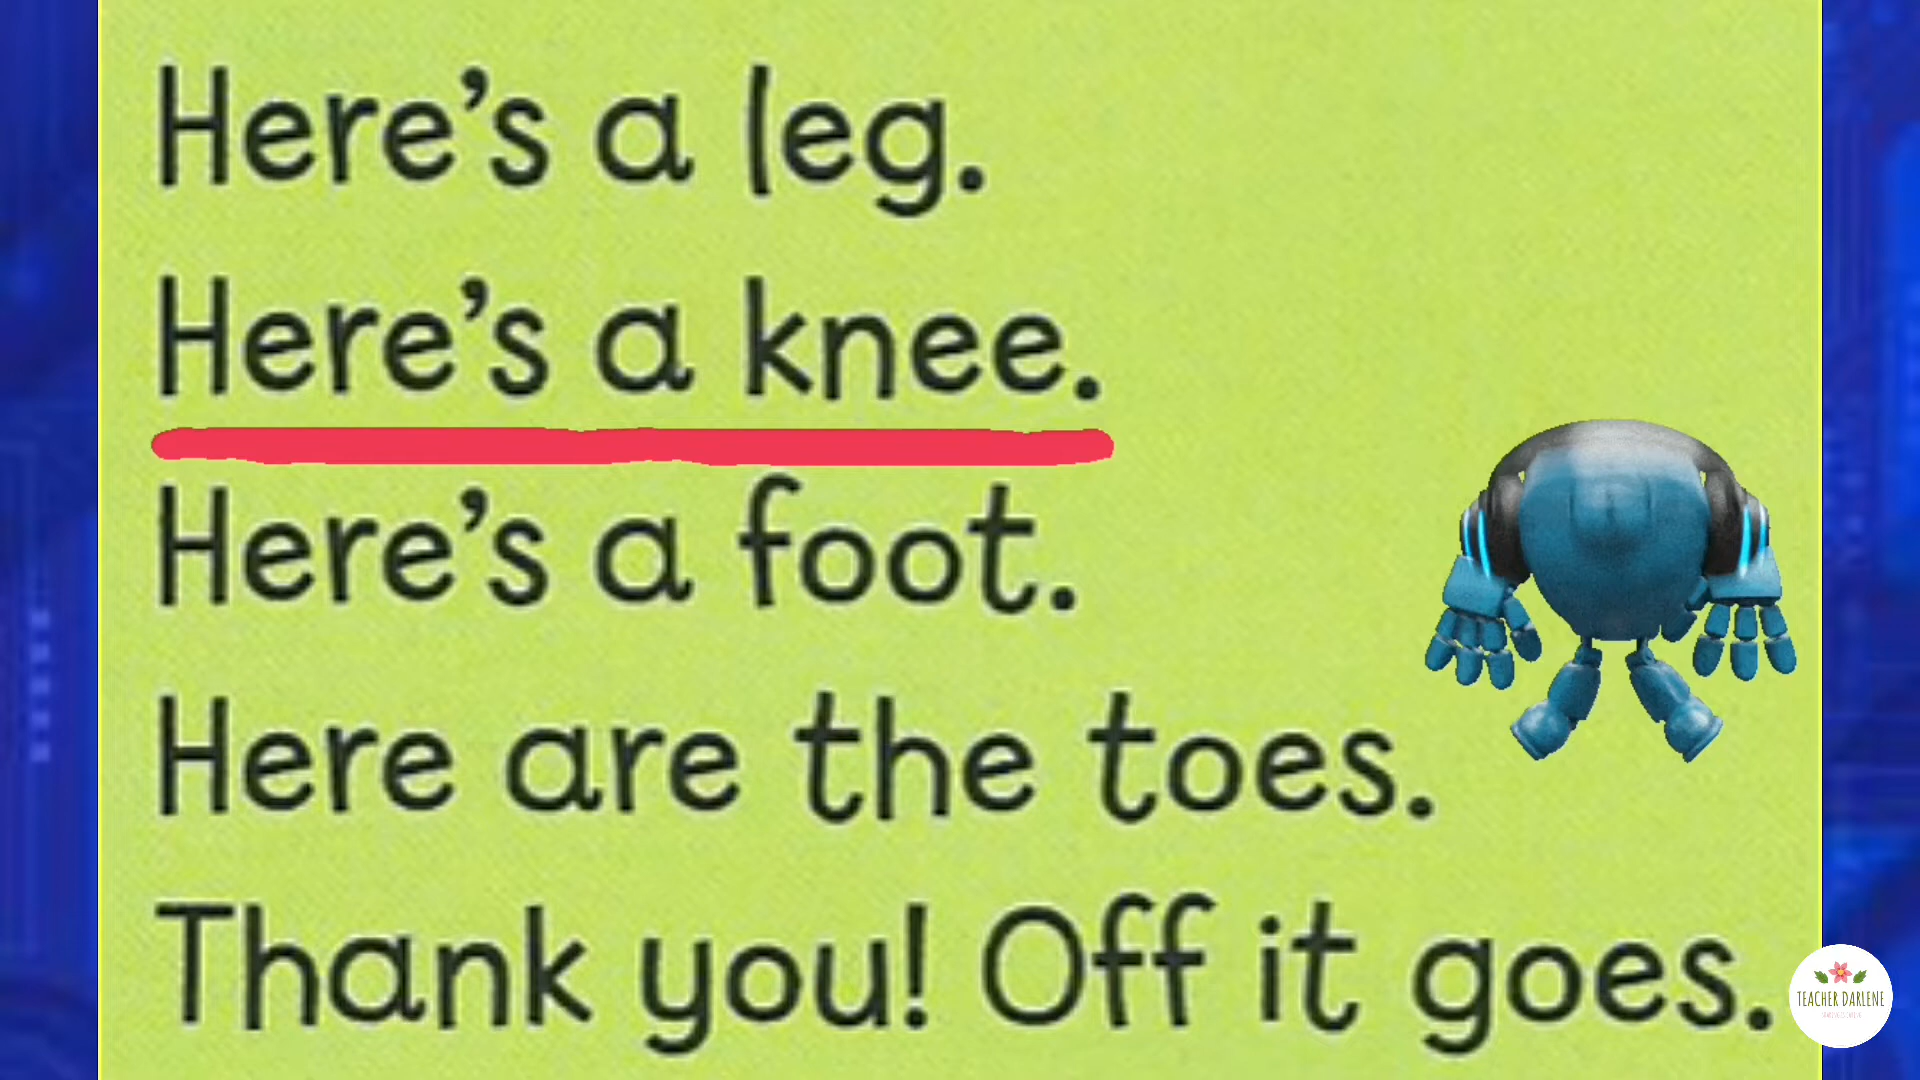 Here’s a leg.
Here’s a knee.
Here’s a foot.
Here are the toes.
Thank you! Off it goes.
TEACHER DARLENE